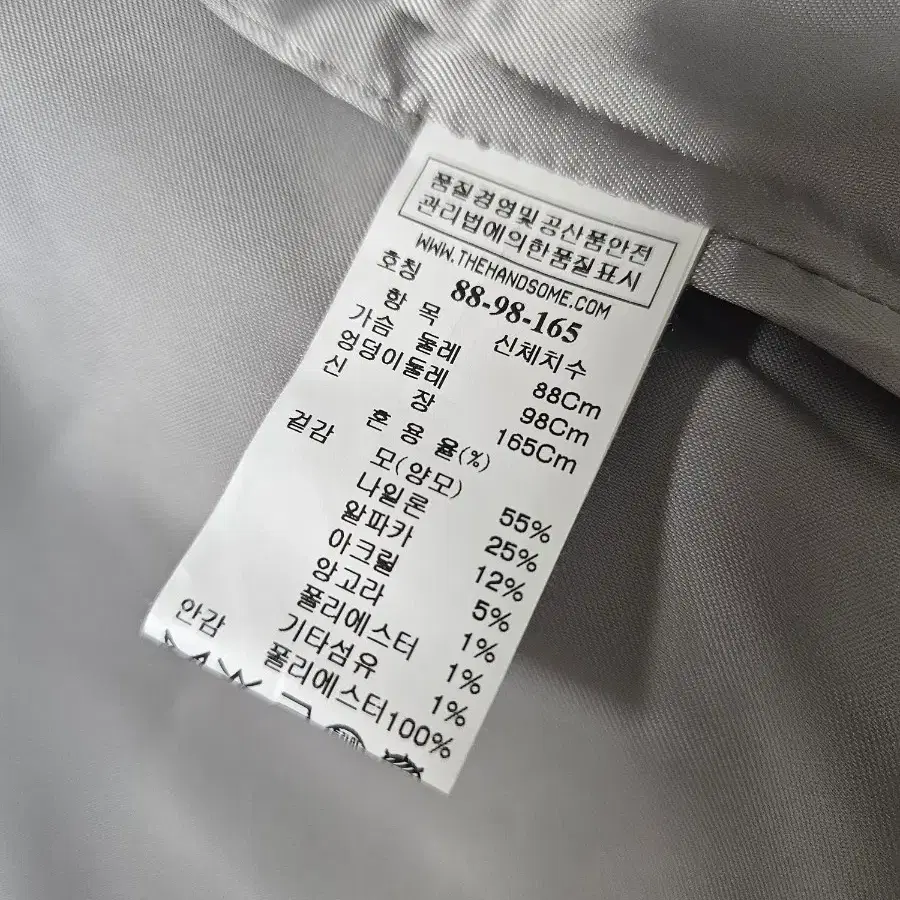 품질경영및공산품안전
관리법에의한품질표시
WWW.THEHANDSOME.COM
호칭 88-98-165
항 목 신체치수
가슴 둘레 88Cm
엉덩이둘레 98Cm
신 장 165Cm
혼 용 율(%)
겉감 모(양모) 55%
나일론 25%
알파카 12%
아크릴 5%
앙고라 1%
폴리에스터 1%
기타섬유 1%
안감 폴리에스터100%